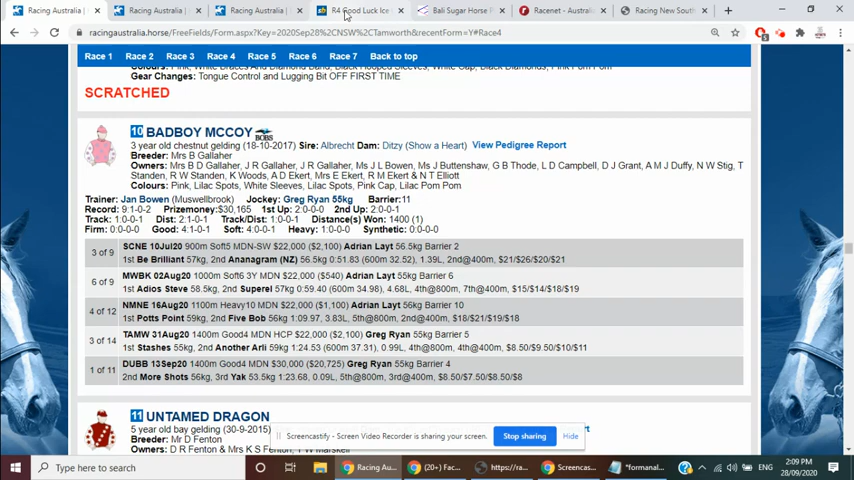 Racing Australia |
Racing Australia |
Racing Australia |
R4 Good Luck Ice
Bali Sugar Horse P
Racenet - Australia
Racing New South
racingaustralia.horse/FreeFields/Form.aspx?Key=2020Sep28%2CNSW%2CTamworth&recentForm=Y#Race4
Race 1 Race 2 Race 3 Race 4 Race 5 Race 6 Race 7 Back to top
Gear Changes: Tongue Control and Lugging Bit OFF FIRST TIME
SCRATCHED
10 BADBOY MCCOY BOBS
3 year old chestnut gelding (18-10-2017) Sire: Albrecht Dam: Ditzy (Show a Heart) View Pedigree Report
Breeder: Mrs B Gallaher
Owners: Mrs B D Gallaher, J R Gallaher, J R Gallaher, Ms J L Bowen, Ms J Buttenshaw, G B Thode, L D Campbell, D J Grant, A M J Duffy, N W Stig, T
Standen, R W Standen, K Woods, A D Ekert, Mrs E Ekert, R M Ekert & N T Elliott
Colours: Pink, Lilac Spots, White Sleeves, Lilac Spots, Pink Cap, Lilac Pom Pom
Trainer: Jan Bowen (Muswellbrook) Jockey: Greg Ryan 55kg Barrier:11
Record: 9:1-0-2 Prizemoney:$30,165 1st Up: 2:0-0-0 2nd Up: 2:0-0-1
Track: 1:0-0-1 Dist: 2:1-0-1 Track/Dist: 1:0-0-1 Distance(s) Won: 1400 (1)
Firm: 0:0-0-0 Good: 4:1-0-1 Soft: 4:0-0-1 Heavy: 1:0-0-0 Synthetic: 0:0-0-0
3 of 9 SCNE 10Jul20 900m Soft5 MDN-SW $22,000 ($2,100) Adrian Layt 56.5kg Barrier 2
1st Be Brilliant 57kg, 2nd Ananagram (NZ) 56.5kg 0:51.83 (600m 32.52), 1.39L, 2nd@400m, $21/$26/$20/$21
6 of 9 MWBK 02Aug20 1000m Soft6 3Y MDN $22,000 ($540) Adrian Layt 55kg Barrier 6
1st Adios Steve 58.5kg, 2nd Superel 57kg 0:59.40 (600m 34.98), 4.68L, 4th@800m, 7th@400m, $15/$14/$18/$19
4 of 12 NMNE 16Aug20 1100m Heavy10 MDN $22,000 ($1,100) Adrian Layt 56kg Barrier 10
1st Potts Point 59kg, 2nd Five Bob 56kg 1:09.97, 3.83L, 5th@800m, 2nd@400m, $18/$21/$19/$18
3 of 14 TAMW 31Aug20 1400m Good4 MDN HCP $22,000 ($2,100) Greg Ryan 55kg Barrier 5
1st Stashes 55kg, 2nd Another Arli 59kg 1:24.53 (600m 37.31), 0.99L, 4th@800m, 4th@400m, $8.50/$9.50/$10/$11
1 of 11 DUBB 13Sep20 1400m Good4 MDN $30,000 ($20,725) Greg Ryan 55kg Barrier 4
2nd More Shots 56kg, 3rd Yak 53.5kg 1:23.68, 0.09L, 5th@800m, 3rd@400m, $8.50/$7.50/$8.50/$8
11 UNTAMED DRAGON
5 year old bay gelding (30-9-2015)
Breeder: Mr D Fenton
Owners: D R Fenton & Mrs K S
Screencastify - Screen Video Recorder is sharing your screen. Stop sharing Hide
Type here to search
Racing Au...
(20+) Fac...
https://ra...
Screencas...
*formanal...
ENG
2:09 PM
28/09/2020